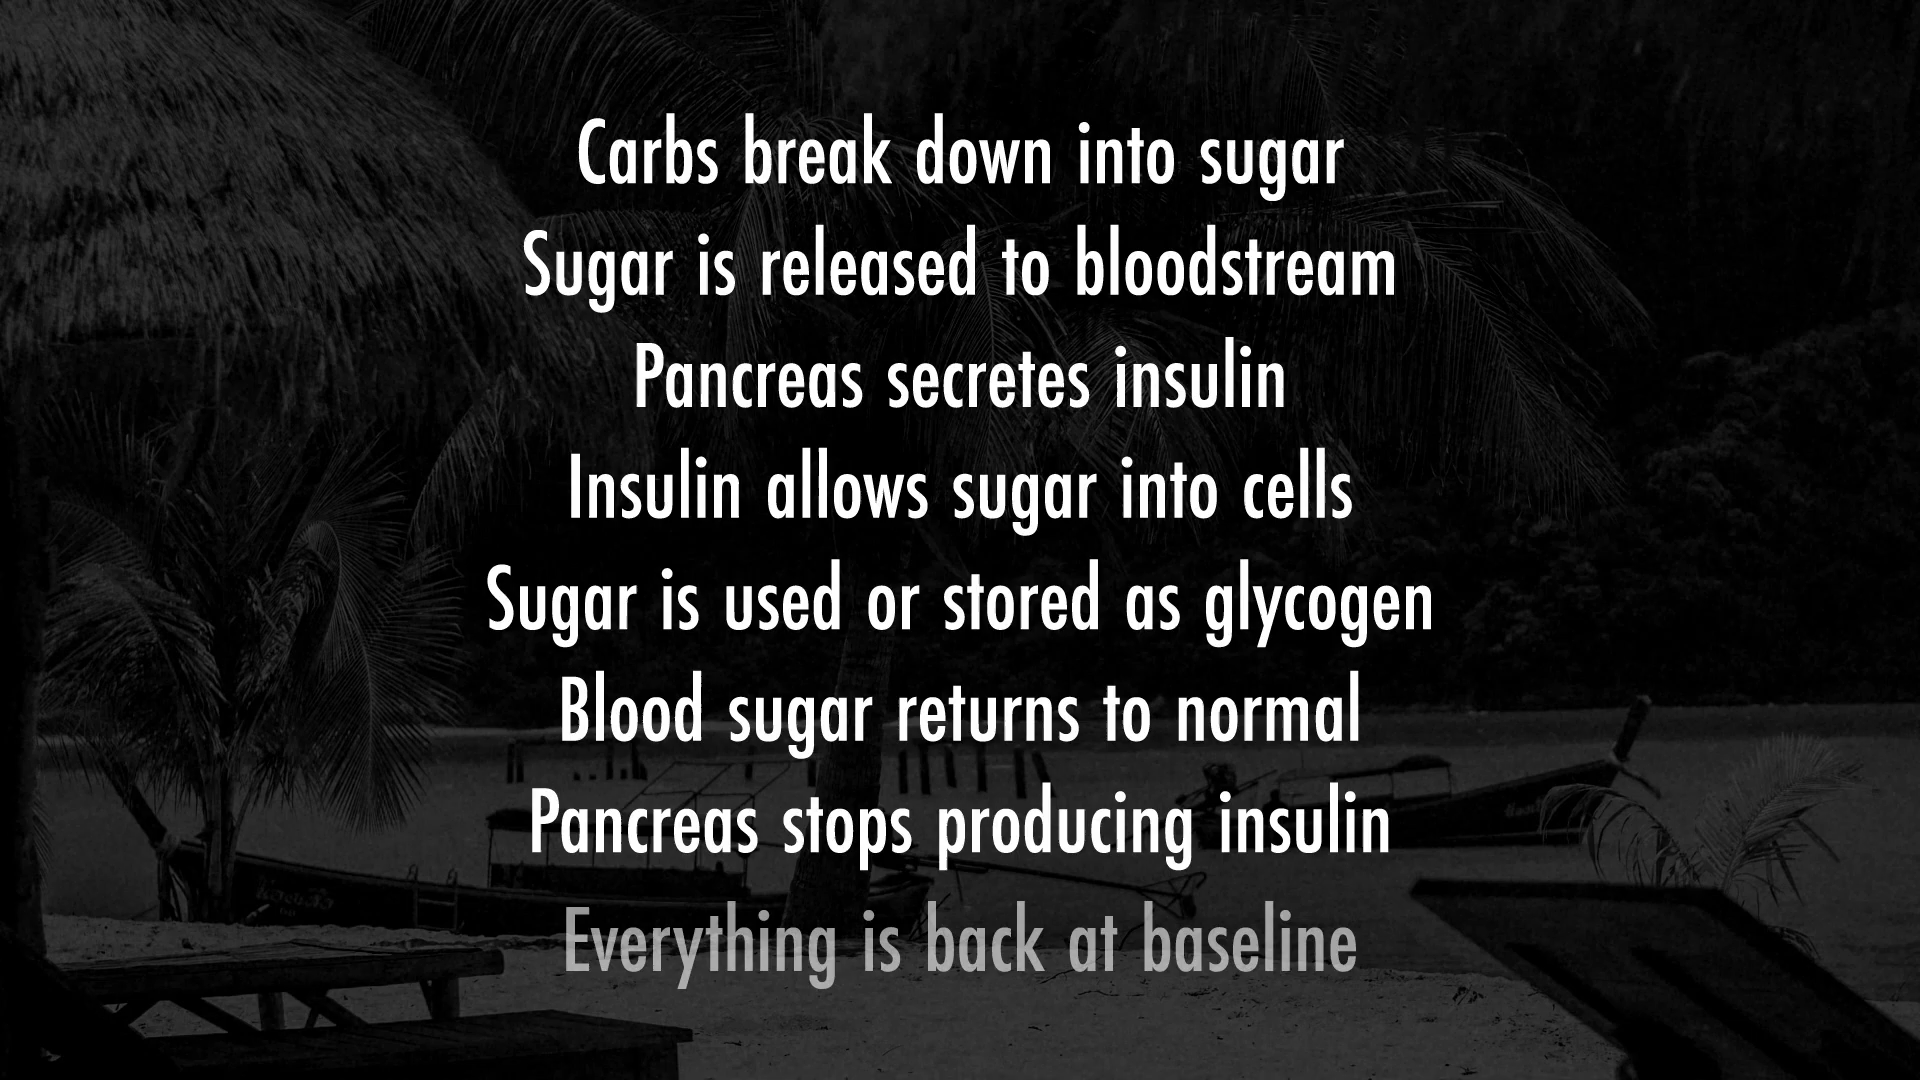 Carbs break down into sugar
Sugar is released to bloodstream
Pancreas secretes insulin
Insulin allows sugar into cells
Sugar is used or stored as glycogen
Blood sugar returns to normal
Pancreas stops producing insulin
Everything is back at baseline